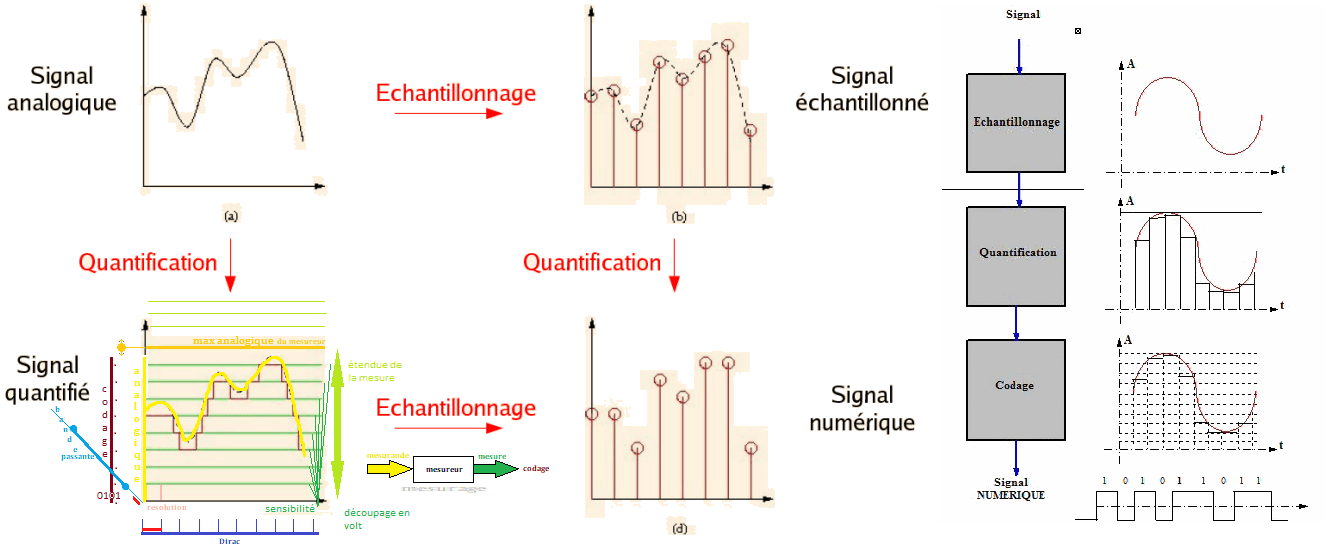 Signal
analogique
Echantillonnage
Signal
échantillonné
(a)
(b)
Quantification
Quantification
max analogique du mesureur
Signal
quantifié
analogique
codage
bande
passante
0101
resolution
sensibilité
Dirac
étendue de
la mesure
découpage en
volt
Echantillonnage
mesurande
mesureur
mesure
codage
mesurage
Signal
numérique
(d)
Signal
Echantillonnage
Quantification
Codage
Signal
NUMERIQUE
A
t
A
t
A
t
1 0 1 0 1 1 0 1 1